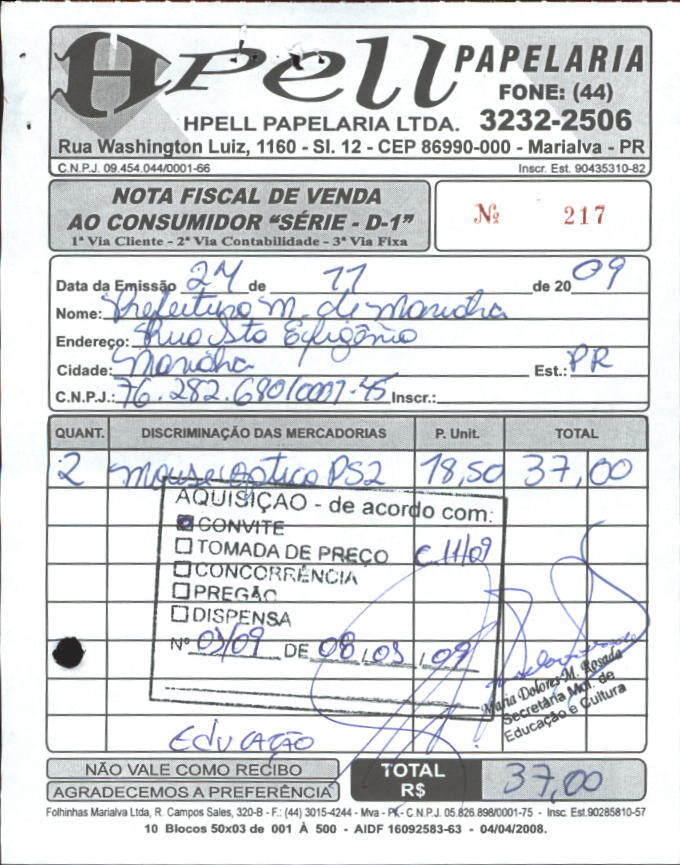 Hpell PAPELARIA
FONE: (44)
HPELL PAPELARIA LTDA. 3232-2506
Rua Washington Luiz, 1160 - Sl. 12 - CEP 86990-000 - Marialva - PR
C.N.P.J. 09.454.044/0001-66 Inscr. Est. 90435310-82
NOTA FISCAL DE VENDA
AO CONSUMIDOR "SÉRIE - D-1"
1ª Via Cliente - 2ª Via Contabilidade - 3ª Via Fixa
Nº 217
Data da Emissão 24 de 11 de 2009
Nome: Prefeitura M. de Marialva
Endereço: Rua Sta Efigênia
Cidade: Marialva Est.: PR
C.N.P.J.: 76.282.680/0001-45 Inscr.:
QUANT. DISCRIMINAÇÃO DAS MERCADORIAS P. Unit. TOTAL
2 mouse optico PS2 18,50 37,00
AQUISIÇÃO - de acordo com:
CONVITE
TOMADA DE PREÇO C.11/09
CONCORRÊNCIA
PREGÃO
DISPENSA
Nº 03/09 DE 08/03/09
Maria Dolores M. Rosada
Secretária Mul. de
Educação e Cultura
EDUCAÇÃO
NÃO VALE COMO RECIBO
AGRADECEMOS A PREFERÊNCIA
TOTAL
R$ 37,00
Folhinhas Marialva Ltda, R. Campos Sales, 320-B - F.: (44) 3015-4244 - Mva - PR - C.N.P.J. 05.826.898/0001-75 - Insc. Est.90285810-57
10 Blocos 50x03 de 001 À 500 - AIDF 16092583-63 - 04/04/2008.